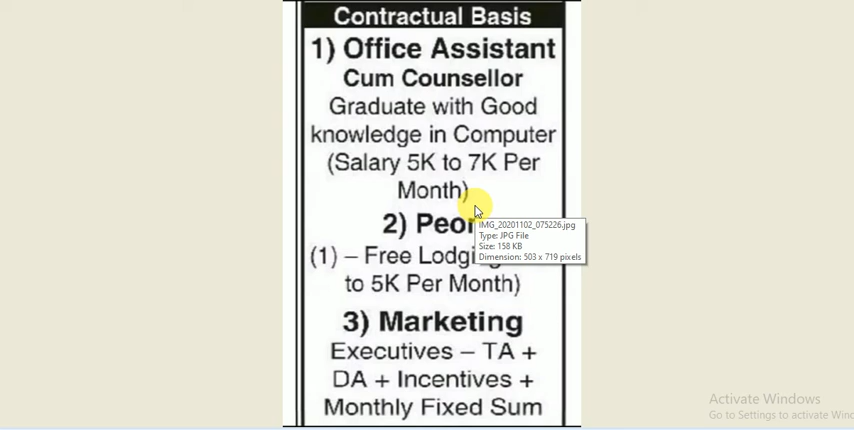 Contractual Basis
1) Office Assistant
Cum Counsellor
Graduate with Good
knowledge in Computer
(Salary 5K to 7K Per
Month)
2) Peon
(1) – Free Lodgi
to 5K Per Month)
3) Marketing
Executives – TA +
DA + Incentives +
Monthly Fixed Sum
IMG_20201102_075226.jpg
Type: JPG File
Size: 158 KB
Dimension: 503 x 719 pixels
Activate Windows
Go to Settings to activate Winc